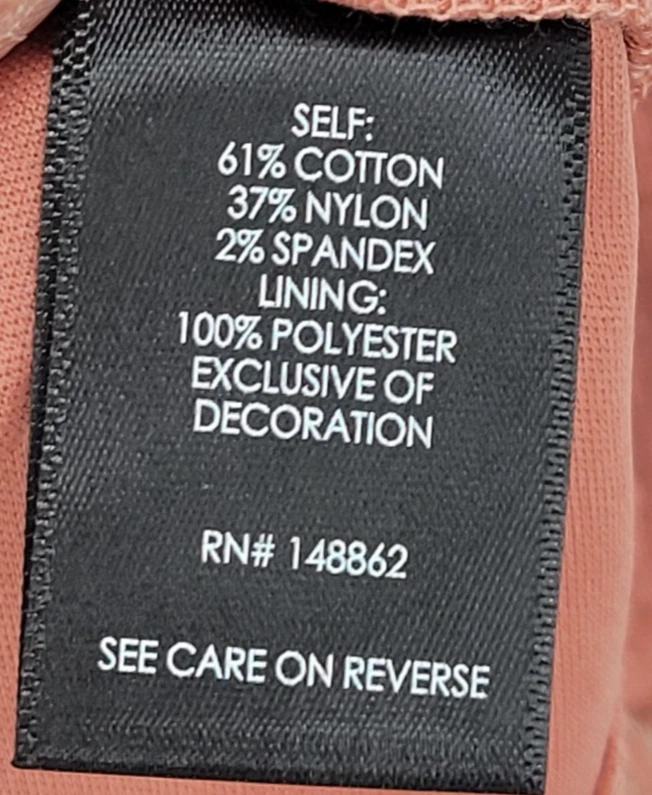 SELF:
61% COTTON
37% NYLON
2% SPANDEX
LINING:
100% POLYESTER
EXCLUSIVE OF
DECORATION
RN# 148862
SEE CARE ON REVERSE